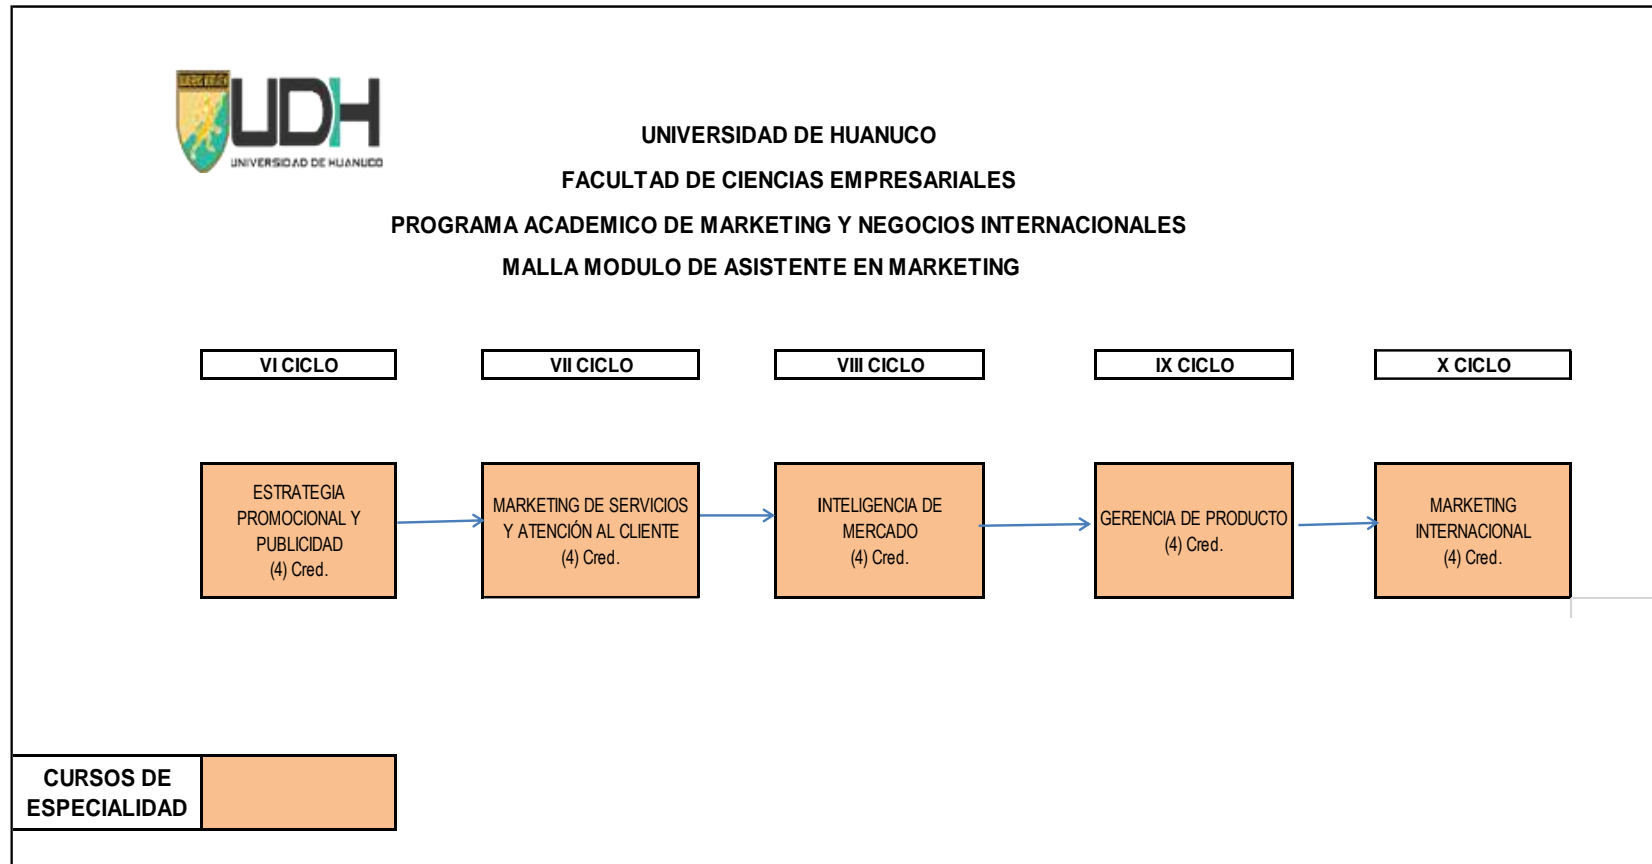 UDH
UNIVERSIDAD DE HUANUCO
UNIVERSIDAD DE HUANUCO
FACULTAD DE CIENCIAS EMPRESARIALES
PROGRAMA ACADEMICO DE MARKETING Y NEGOCIOS INTERNACIONALES
MALLA MODULO DE ASISTENTE EN MARKETING
VI CICLO
VII CICLO
VIII CICLO
IX CICLO
X CICLO
ESTRATEGIA
PROMOCIONAL Y
PUBLICIDAD
(4) Cred.
MARKETING DE SERVICIOS
Y ATENCIÓN AL CLIENTE
(4) Cred.
INTELIGENCIA DE
MERCADO
(4) Cred.
GERENCIA DE PRODUCTO
(4) Cred.
MARKETING
INTERNACIONAL
(4) Cred.
CURSOS DE
ESPECIALIDAD